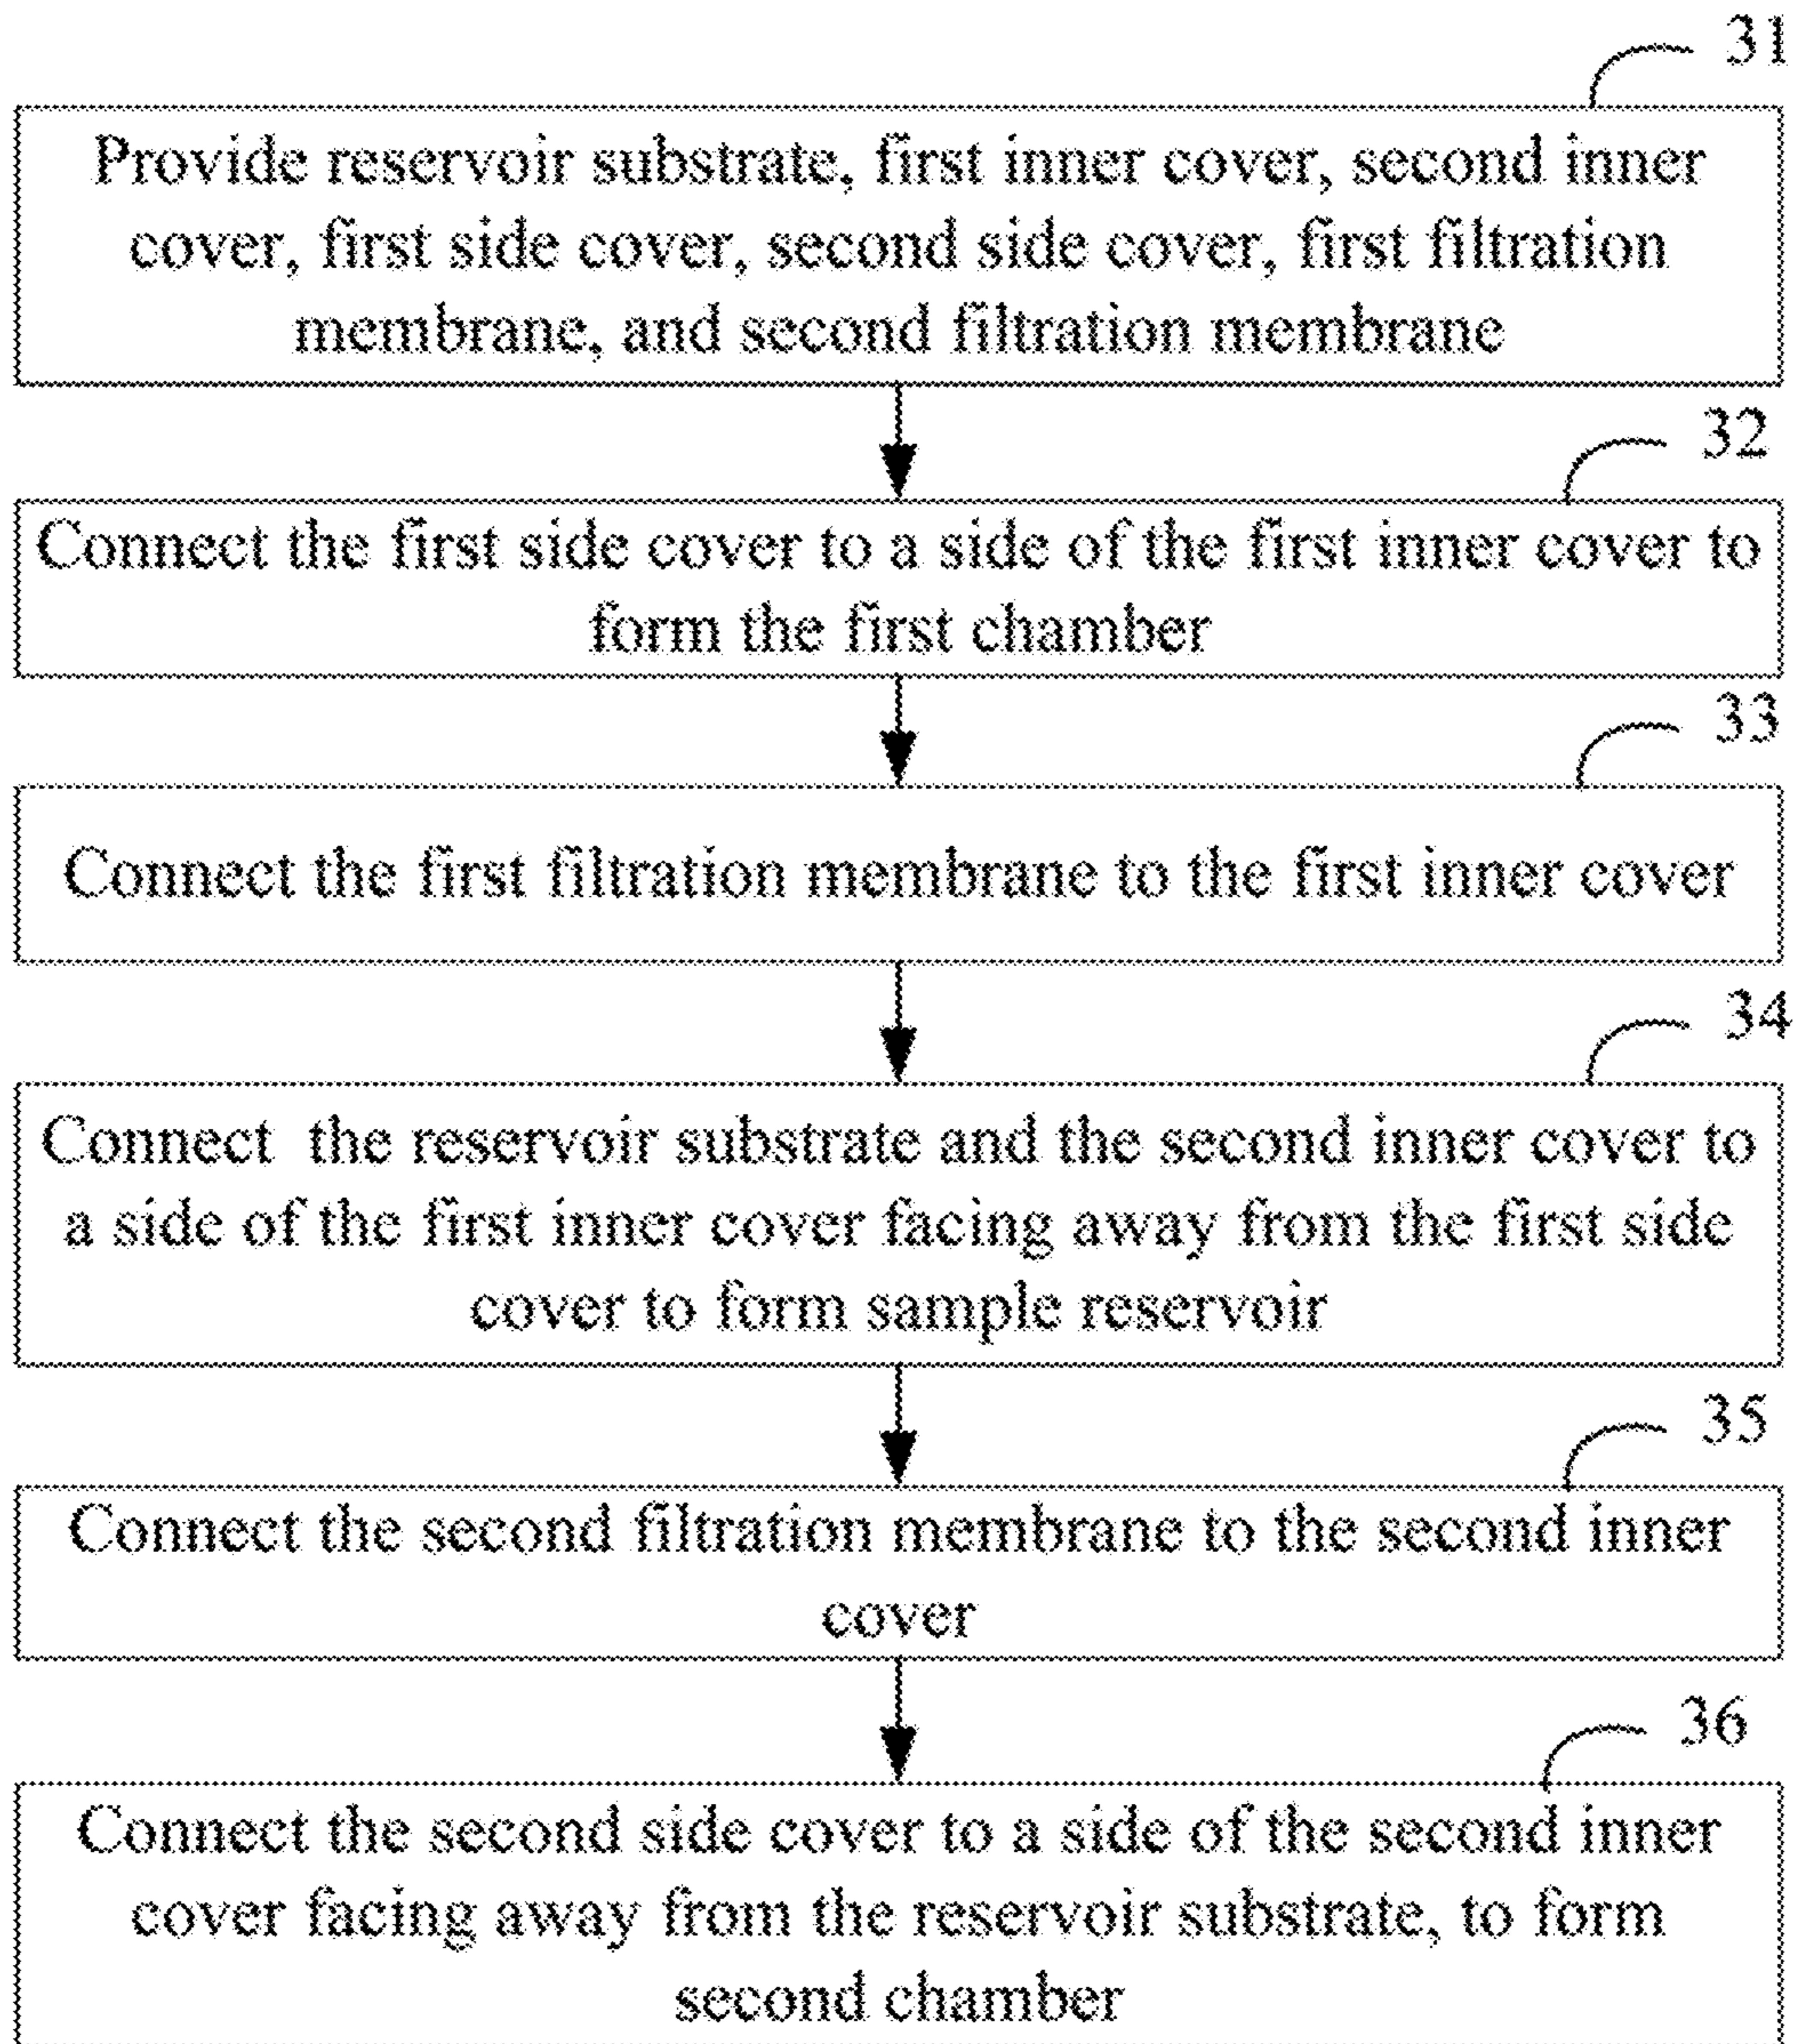 31
Provide reservoir substrate, first inner cover, second inner
cover, first side cover, second side cover, first filtration
membrane, and second filtration membrane
32
Connect the first side cover to a side of the first inner cover to
form the first chamber
33
Connect the first filtration membrane to the first inner cover
34
Connect the reservoir substrate and the second inner cover to
a side of the first inner cover facing away from the first side
cover to form sample reservoir
35
Connect the second filtration membrane to the second inner
cover
36
Connect the second side cover to a side of the second inner
cover facing away from the reservoir substrate, to form
second chamber